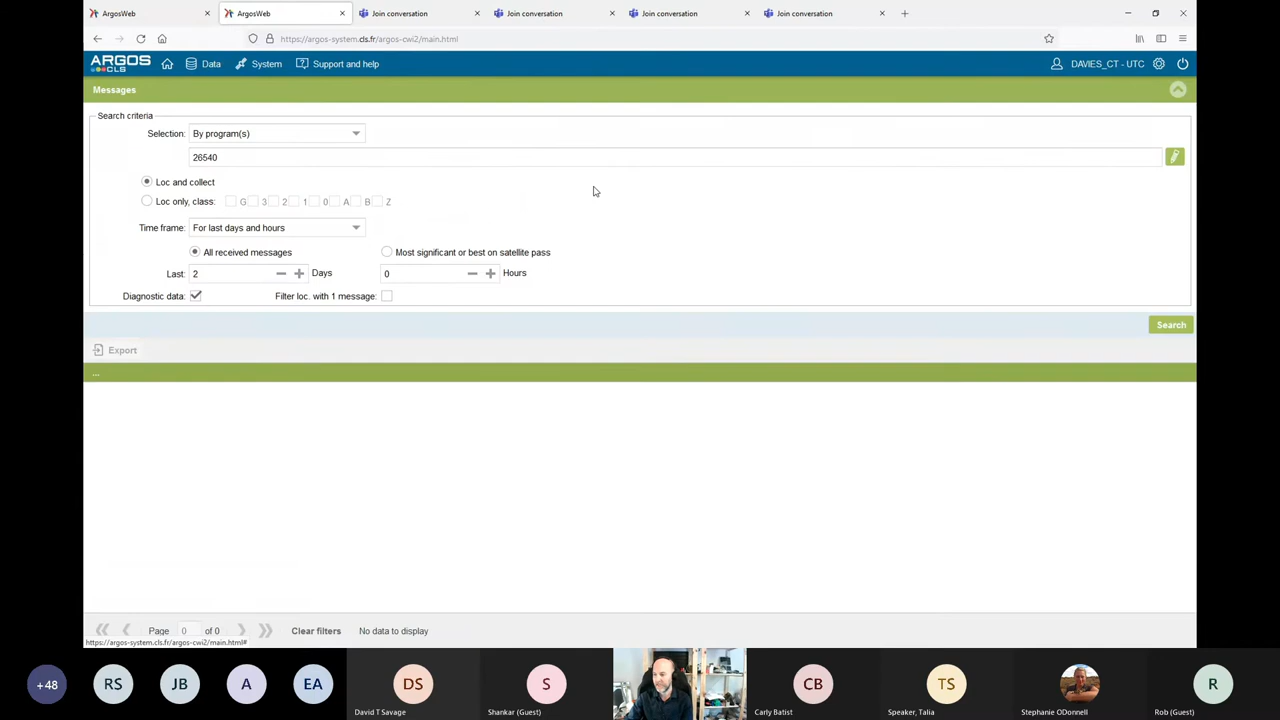 ArgosWeb
ArgosWeb
Join conversation
Join conversation
Join conversation
Join conversation
https://argos-system.cls.fr/argos-cwi2/main.html
ARGOS
CLS
Data
System
Support and help
DAVIES_CT - UTC
Messages
Search criteria
Selection: By program(s)
26540
Loc and collect
Loc only, class: G 3 2 1 0 A B Z
Time frame: For last days and hours
All received messages Most significant or best on satellite pass
Last: 2 Days 0 Hours
Diagnostic data: Filter loc. with 1 message:
Search
Export
...
Page 0 of 0 Clear filters No data to display
https://argos-system.cls.fr/argos-cwi2/main.html#
+48 RS JB A EA DS S CB TS R
David T Savage Shankar (Guest) Carly Batist Speaker, Talia Stephanie ODonnell Rob (Guest)